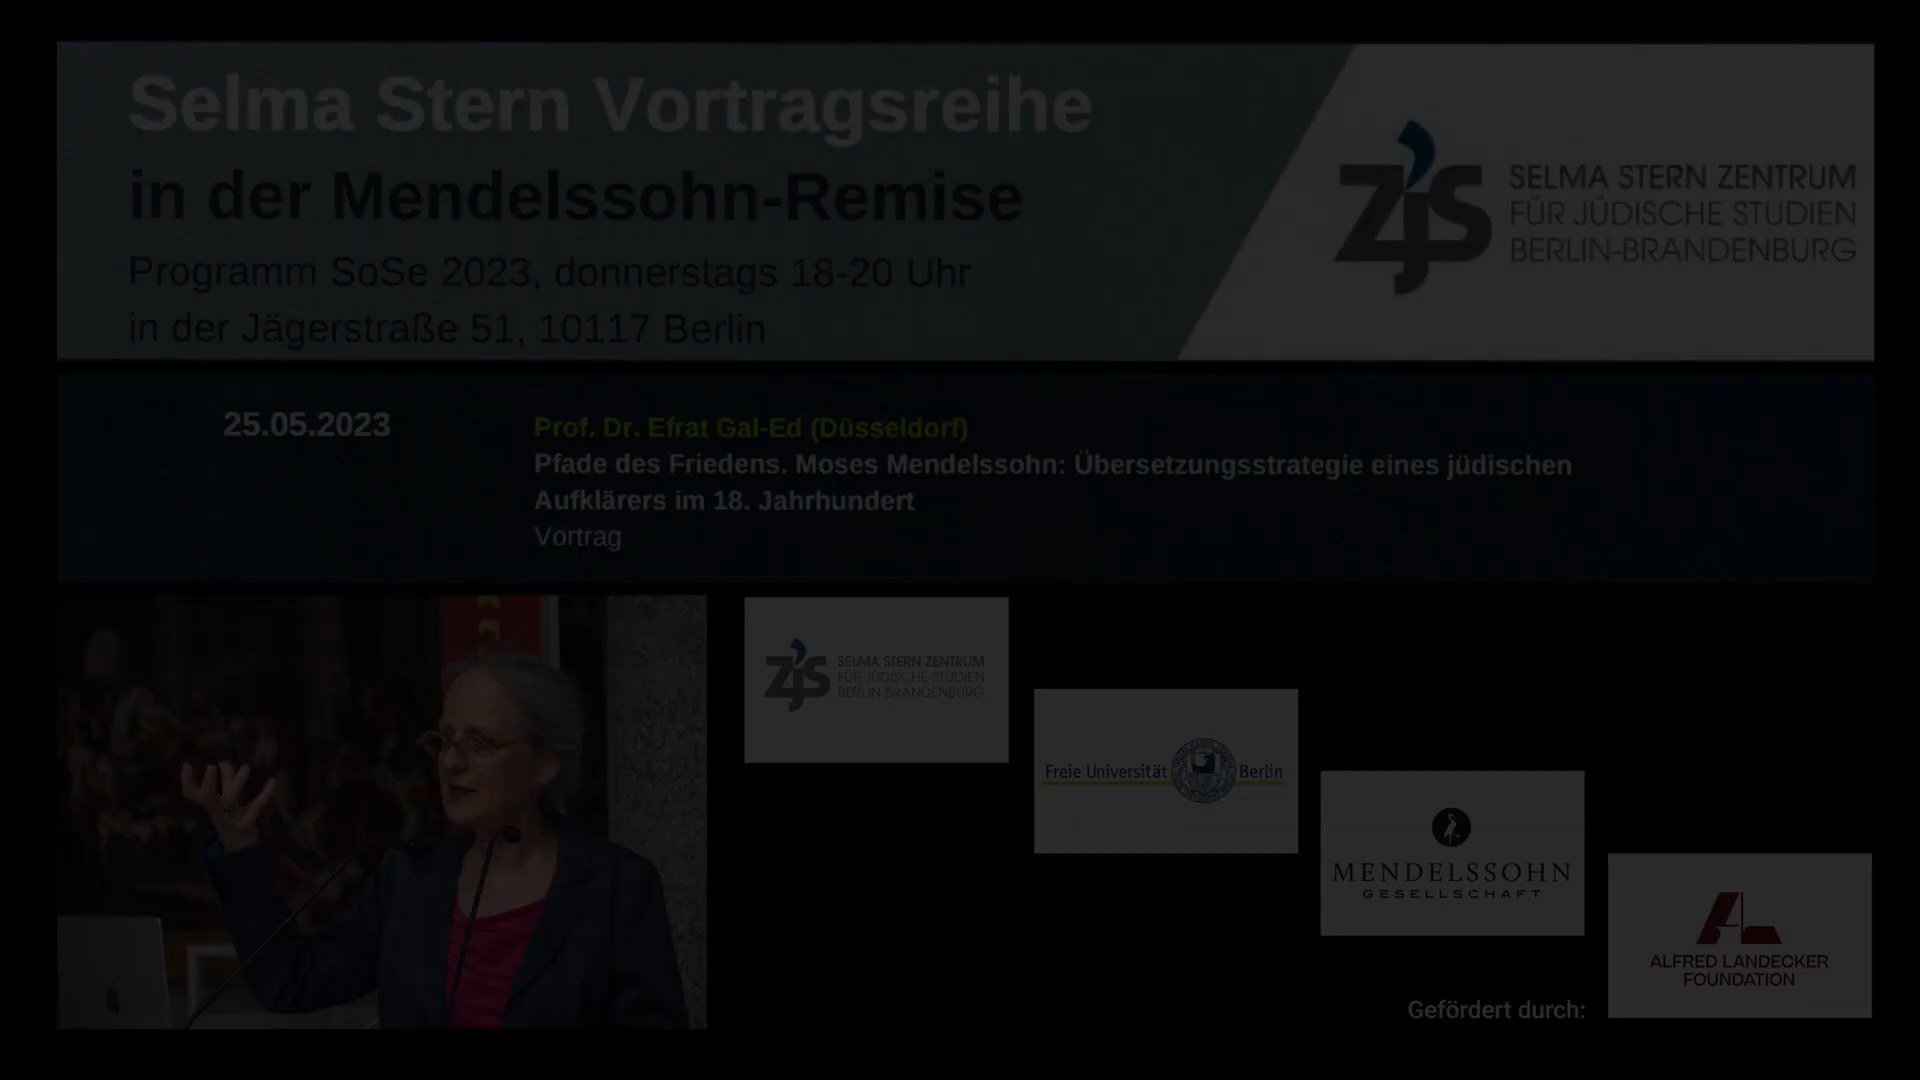 Selma Stern Vortragsreihe
in der Mendelssohn-Remise
Programm SoSe 2023, donnerstags 18-20 Uhr
in der Jägerstraße 51, 10117 Berlin
ZJS
SELMA STERN ZENTRUM
FÜR JÜDISCHE STUDIEN
BERLIN-BRANDENBURG
25.05.2023
Prof. Dr. Efrat Gal-Ed (Düsseldorf)
Pfade des Friedens. Moses Mendelssohn: Übersetzungsstrategie eines jüdischen
Aufklärers im 18. Jahrhundert
Vortrag
ZJS
SELMA STERN ZENTRUM
FÜR JÜDISCHE STUDIEN
BERLIN BRANDENBURG
Freie Universität Berlin
MENDELSSOHN
GESELLSCHAFT
AL
ALFRED LANDECKER
FOUNDATION
Gefördert durch: